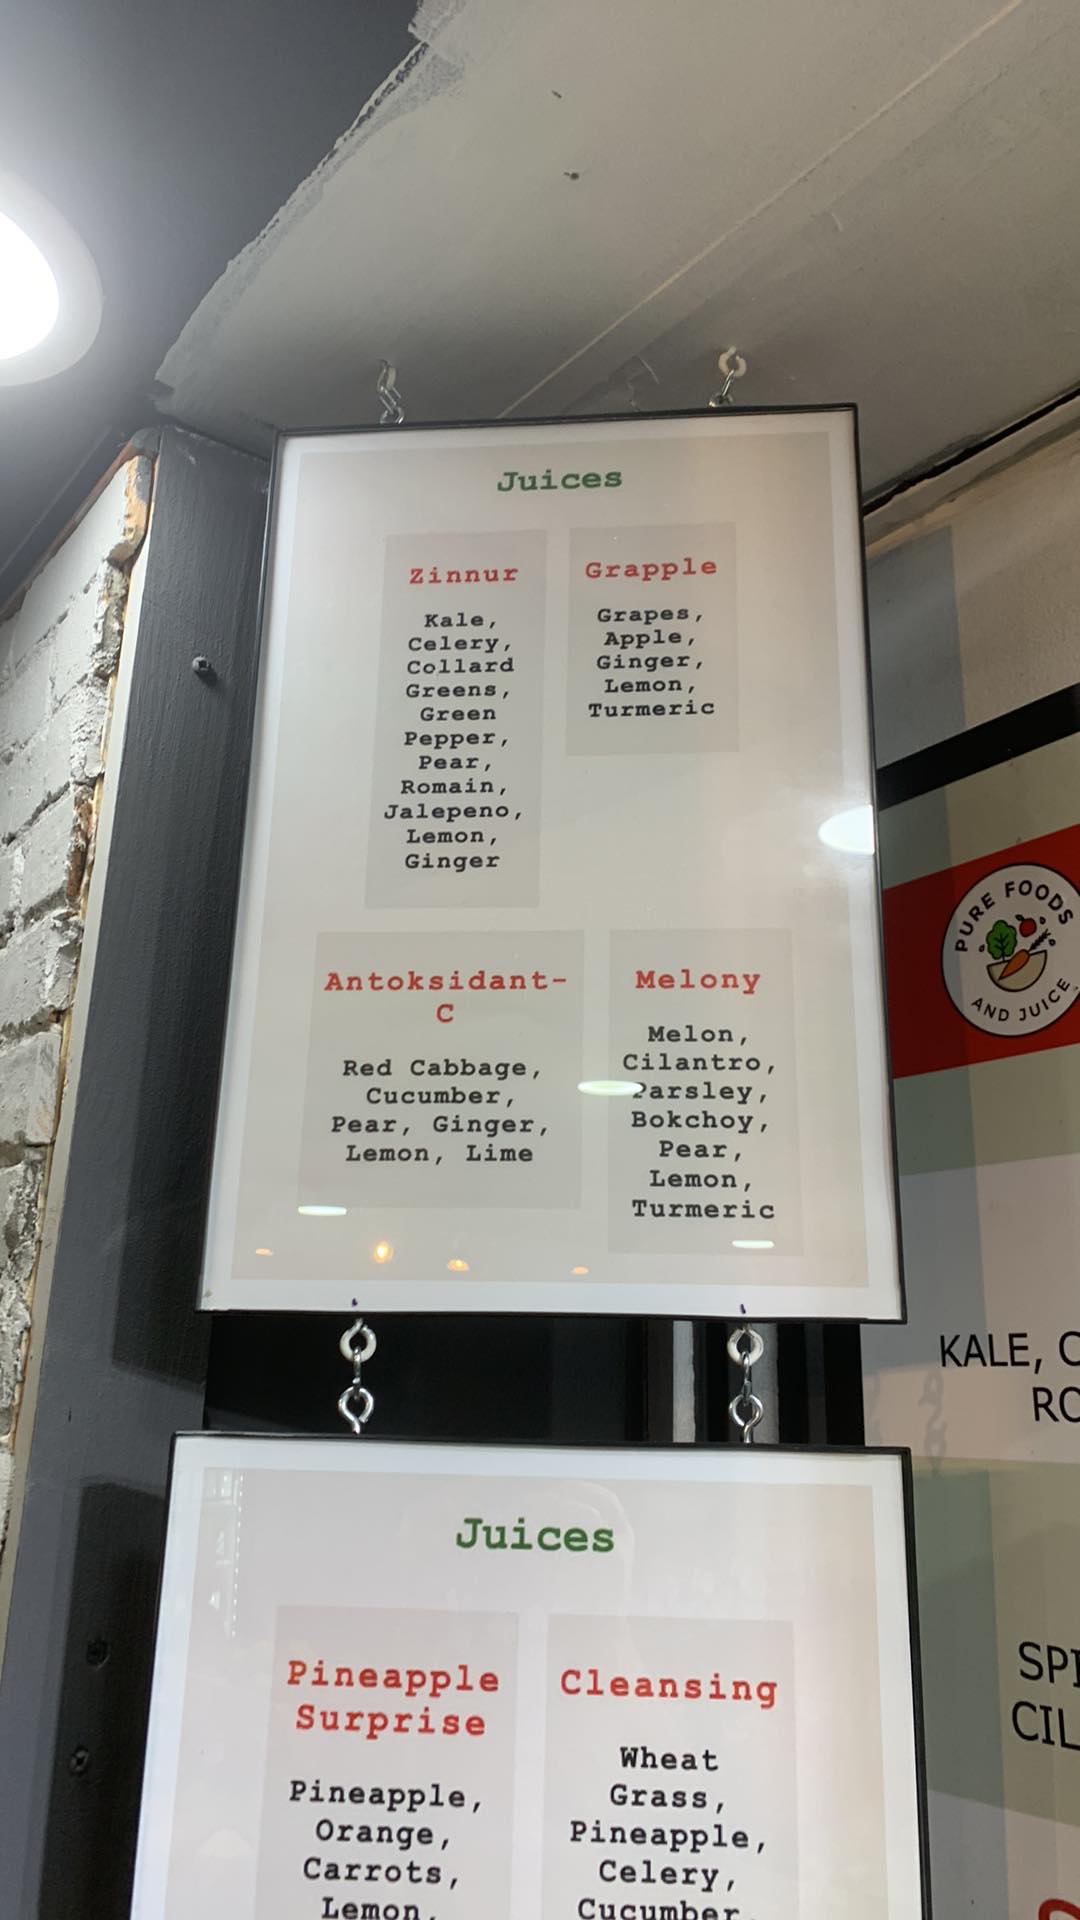 Juices
Zinnur
Kale,
Celery,
Collard
Greens,
Green
Pepper,
Pear,
Romain,
Jalepeno,
Lemon,
Ginger
Grapple
Grapes,
Apple,
Ginger,
Lemon,
Turmeric
Antoksidant-
C
Red Cabbage,
Cucumber,
Pear, Ginger,
Lemon, Lime
Melony
Melon,
Cilantro,
Parsley,
Bokchoy,
Pear,
Lemon,
Turmeric
PURE FOODS
AND JUICE
KALE, C
RO
SPI
CIL
Juices
Pineapple
Surprise
Pineapple,
Orange,
Carrots,
Lemon,
Cleansing
Wheat
Grass,
Pineapple,
Celery,
Cucumber,